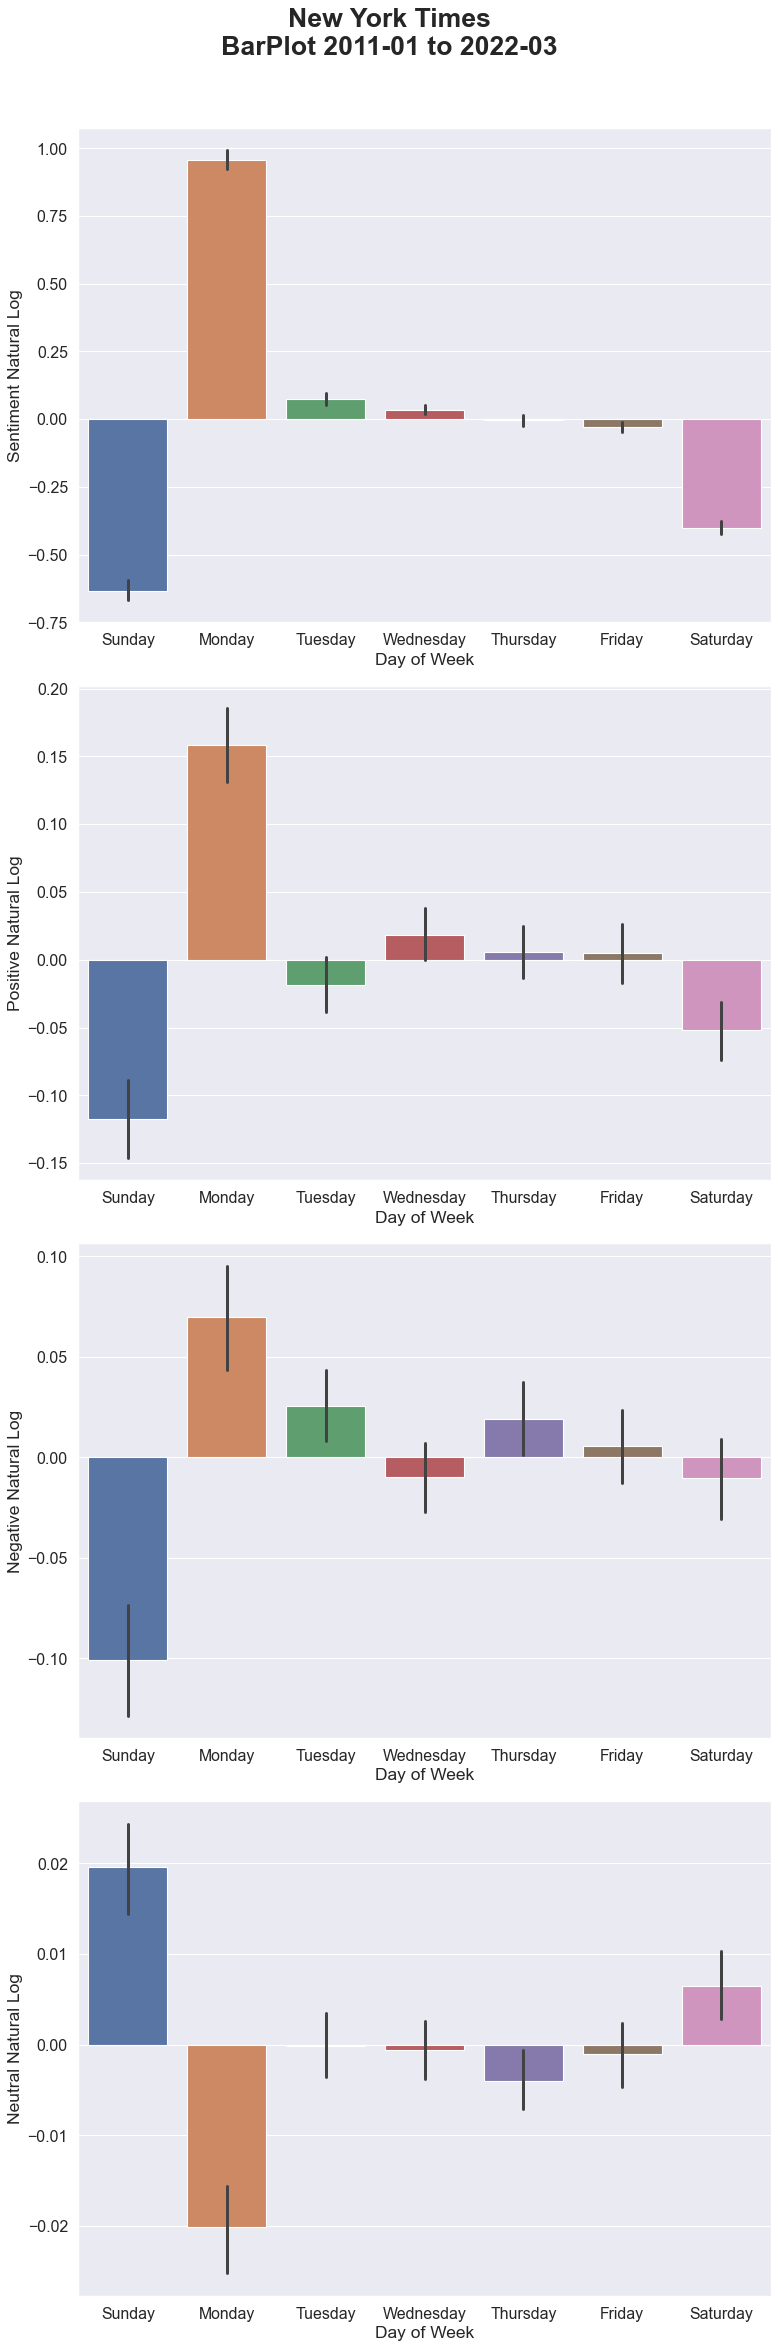 New York Times
BarPlot 2011-01 to 2022-03
1.00
0.75
0.50
0.25
0.00
−0.25
−0.50
−0.75
Sentiment Natural Log
Sunday Monday Tuesday Wednesday Thursday Friday Saturday
Day of Week
0.20
0.15
0.10
0.05
0.00
−0.05
−0.10
−0.15
Positive Natural Log
Sunday Monday Tuesday Wednesday Thursday Friday Saturday
Day of Week
0.10
0.05
0.00
−0.05
−0.10
Negative Natural Log
Sunday Monday Tuesday Wednesday Thursday Friday Saturday
Day of Week
0.02
0.01
0.00
−0.01
−0.02
Neutral Natural Log
Sunday Monday Tuesday Wednesday Thursday Friday Saturday
Day of Week